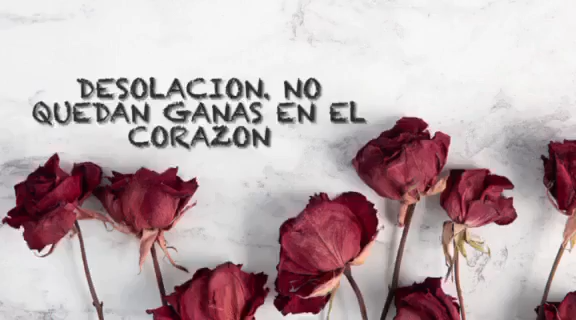 DESOLACION. NO
QUEDAN GANAS EN EL
CORAZON